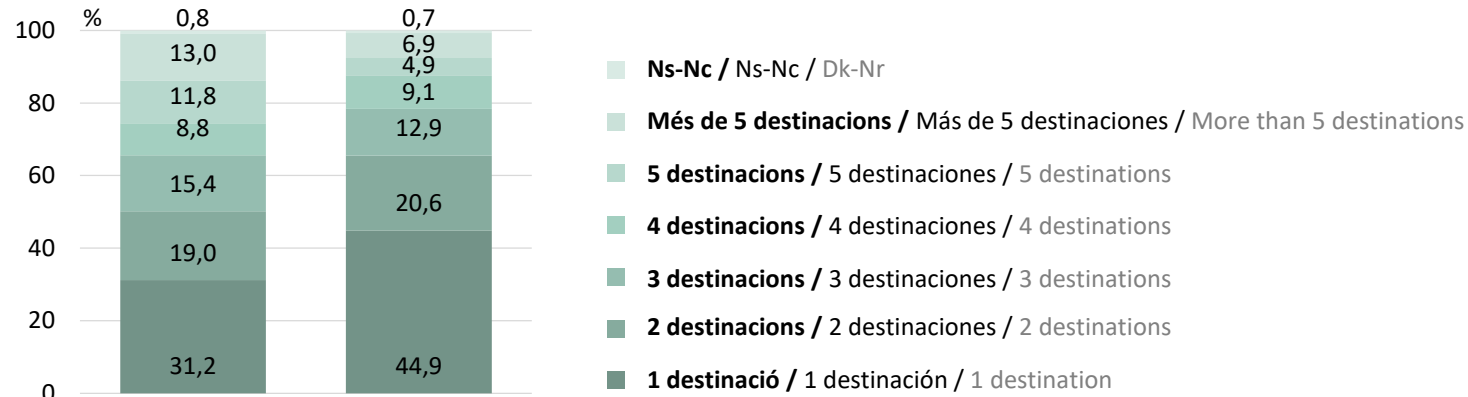 % 0,8 0,7
100
13,0 6,9
4,9
80
11,8 9,1
8,8 12,9
60
15,4
20,6
40
19,0
20
31,2 44,9
0
Ns-Nc / Ns-Nc / Dk-Nr
Més de 5 destinacions / Más de 5 destinaciones / More than 5 destinations
5 destinacions / 5 destinaciones / 5 destinations
4 destinacions / 4 destinaciones / 4 destinations
3 destinacions / 3 destinaciones / 3 destinations
2 destinacions / 2 destinaciones / 2 destinations
1 destinació / 1 destinación / 1 destination